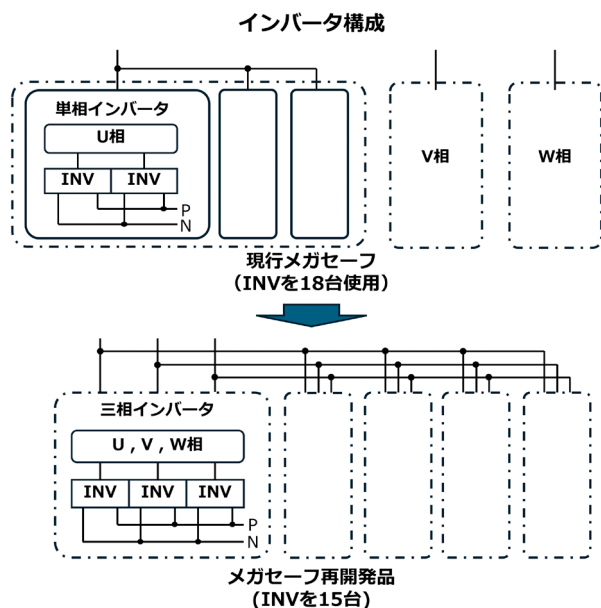 インバータ構成
単相インバータ
U相
INV INV
P
N
V相
W相
現行メガセーフ
(INVを18台使用)
三相インバータ
U , V , W相
INV INV INV
P
N
メガセーフ再開発品
(INVを15台)